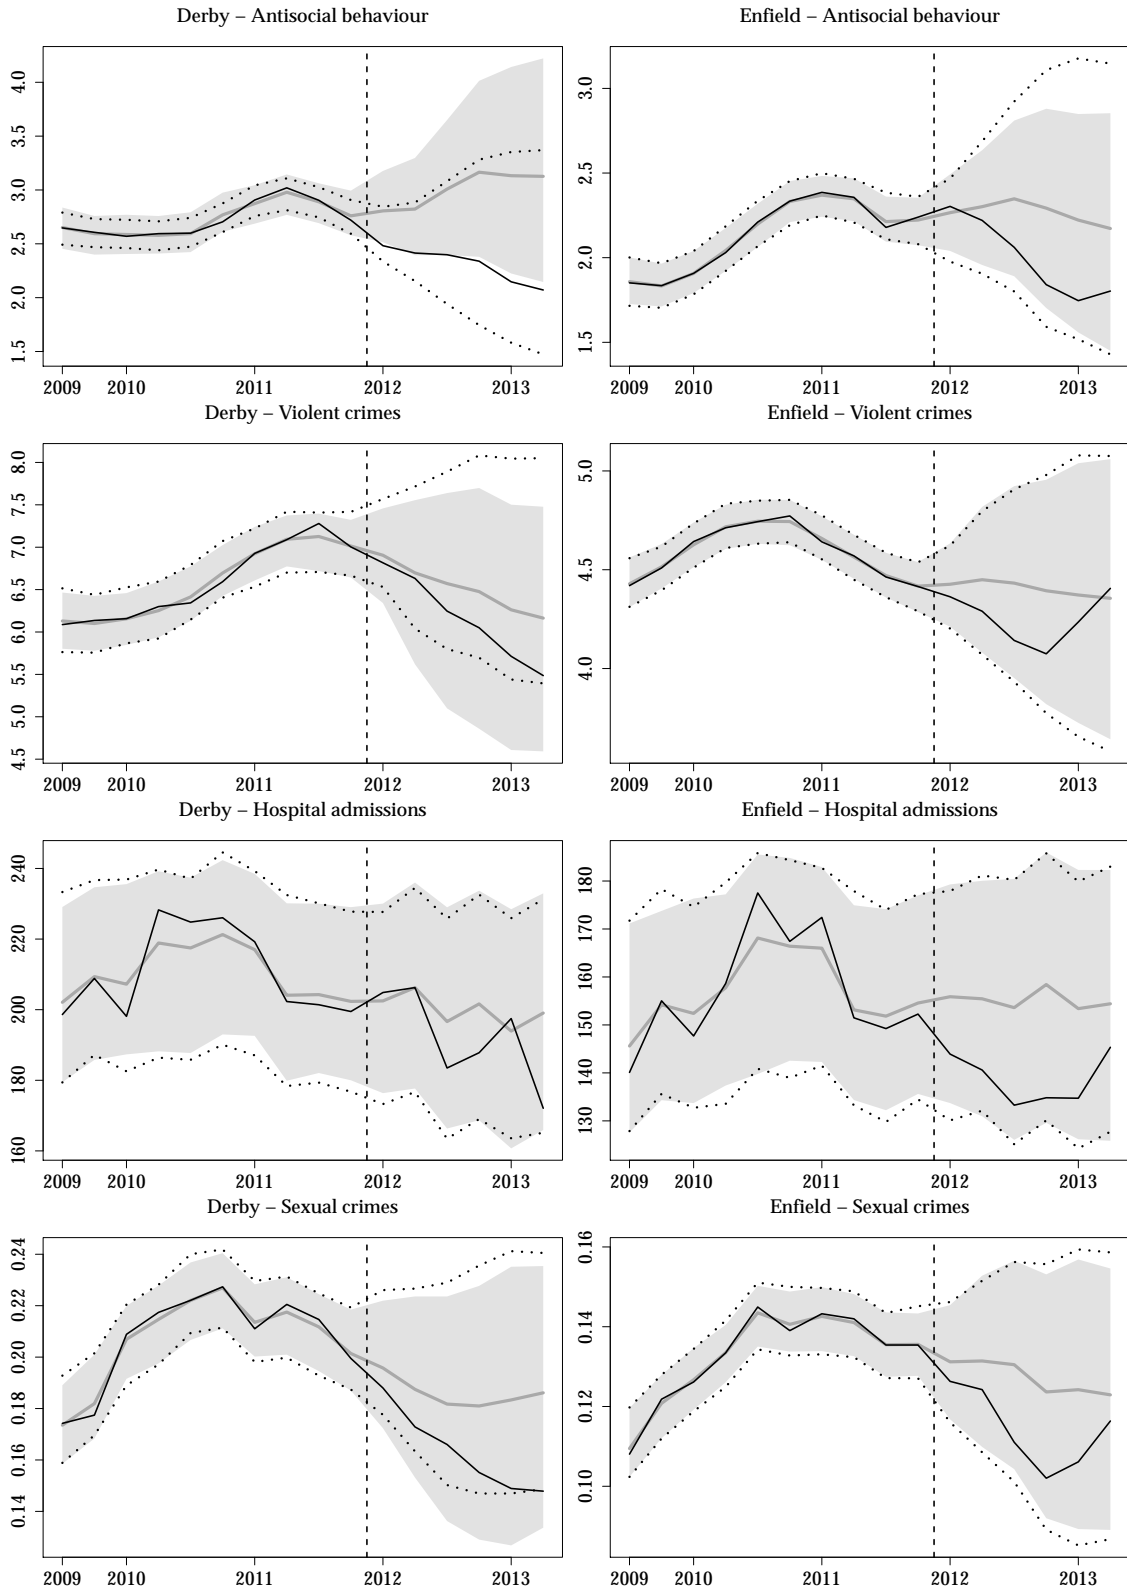 Derby – Antisocial behaviour
4.0
3.5
3.0
2.5
2.0
1.5
2009 2010 2011 2012 2013
Enfield – Antisocial behaviour
3.0
2.5
2.0
1.5
2009 2010 2011 2012 2013
Derby – Violent crimes
8.0
7.5
7.0
6.5
6.0
5.5
5.0
4.5
2009 2010 2011 2012 2013
Enfield – Violent crimes
5.0
4.5
4.0
2009 2010 2011 2012 2013
Derby – Hospital admissions
240
220
200
180
160
2009 2010 2011 2012 2013
Enfield – Hospital admissions
180
170
160
150
140
130
2009 2010 2011 2012 2013
Derby – Sexual crimes
0.24
0.22
0.20
0.18
0.16
0.14
2009 2010 2011 2012 2013
Enfield – Sexual crimes
0.16
0.14
0.12
0.10
2009 2010 2011 2012 2013